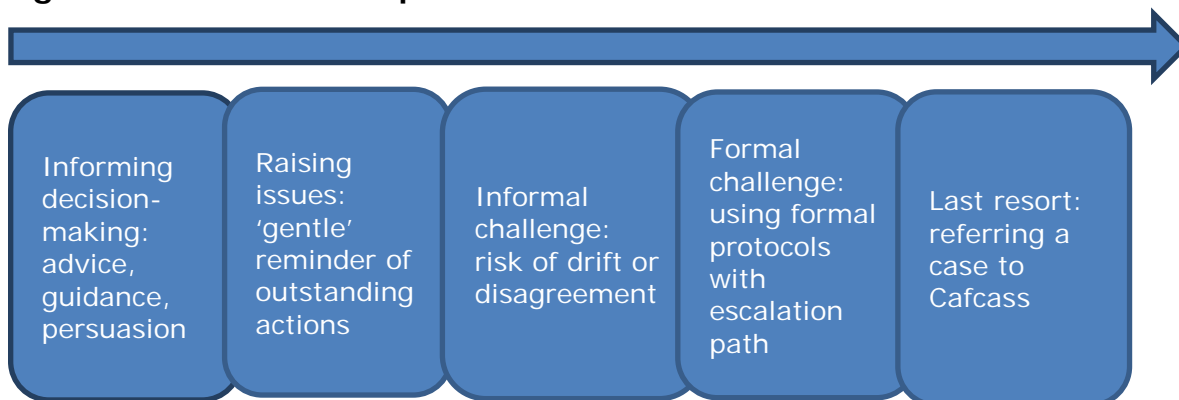 Informing
decision-
making:
advice,
guidance,
persuasion
Raising
issues:
‘gentle’
reminder of
outstanding
actions
Informal
challenge:
risk of drift or
disagreement
Formal
challenge:
using formal
protocols
with
escalation
path
Last resort:
referring a
case to
Cafcass